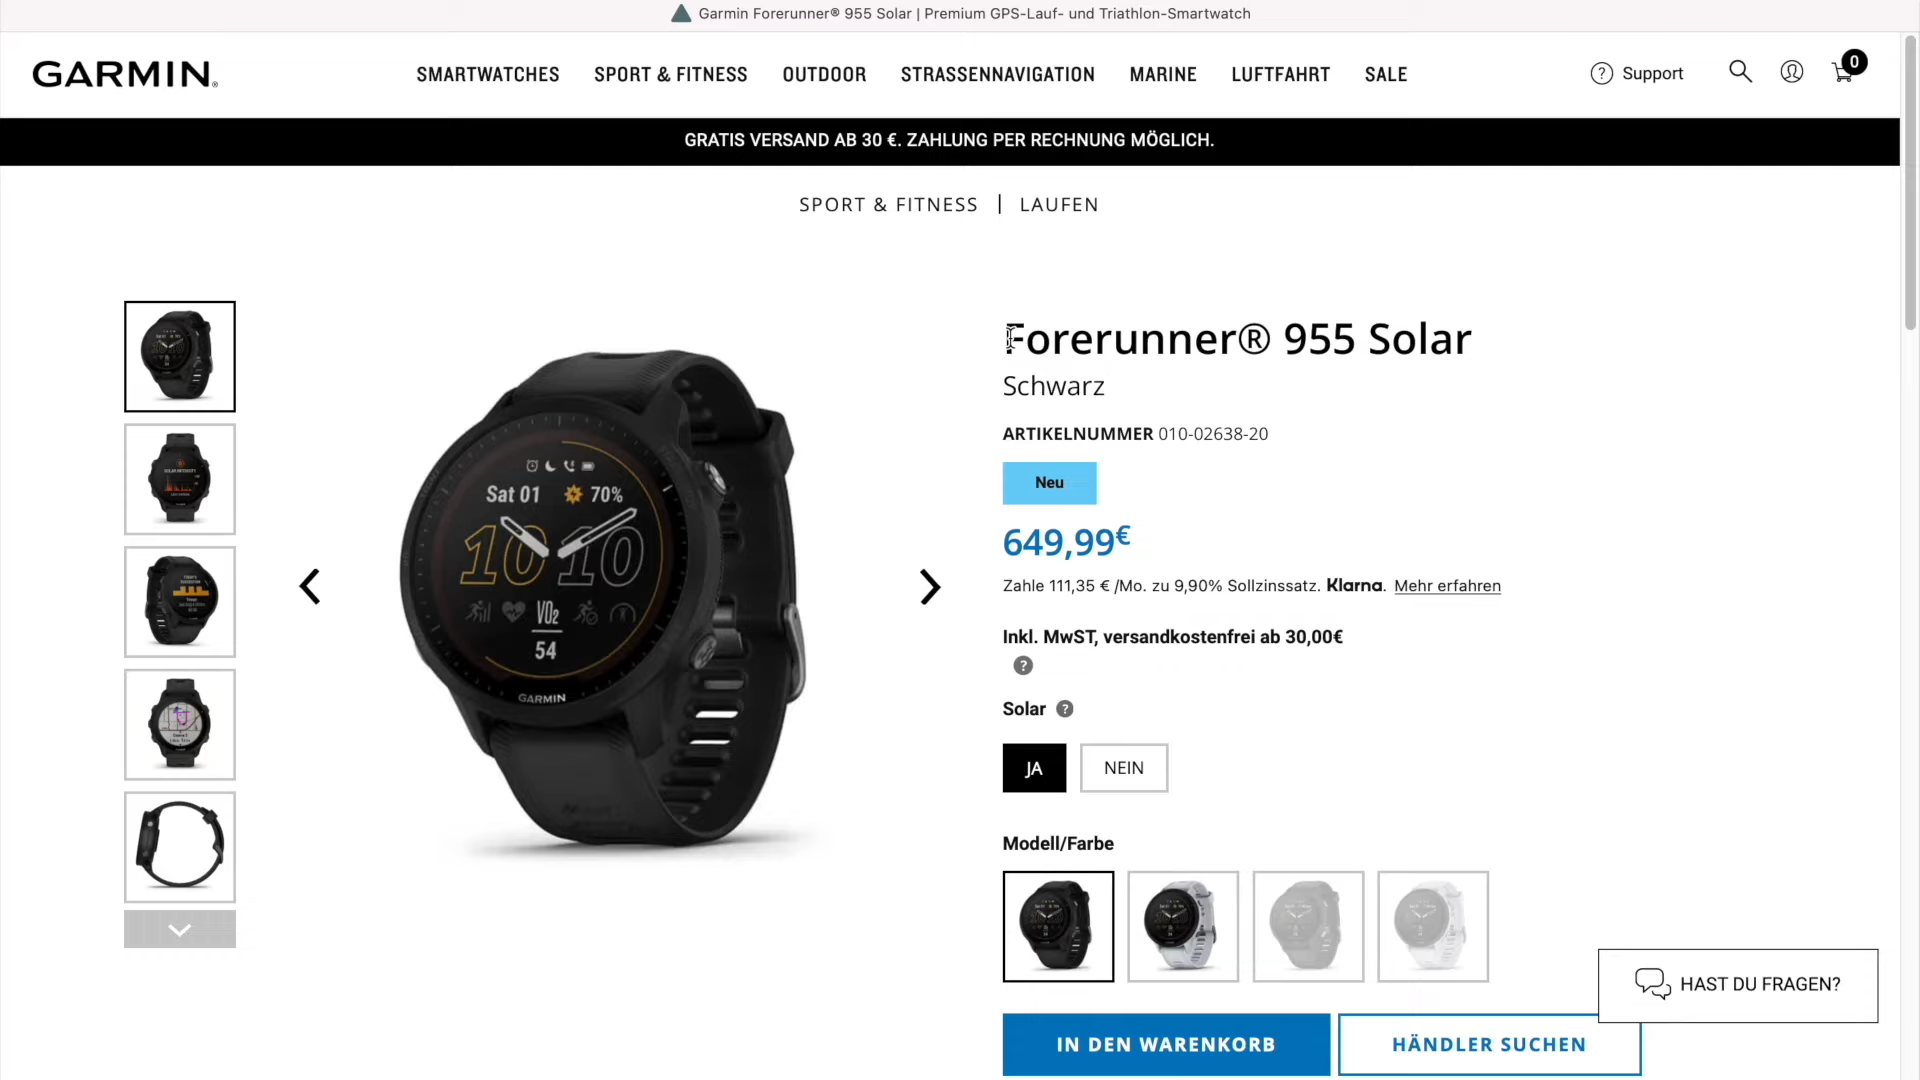 Garmin Forerunner® 955 Solar | Premium GPS-Lauf- und Triathlon-Smartwatch
GARMIN®
SMARTWATCHES
SPORT & FITNESS
OUTDOOR
STRASSENNAVIGATION
MARINE
LUFTFAHRT
SALE
? Support
0
GRATIS VERSAND AB 30 €. ZAHLUNG PER RECHNUNG MÖGLICH.
SPORT & FITNESS | LAUFEN
Sat 01 70%
10 10
VO2
54
GARMIN
Forerunner® 955 Solar
Schwarz
ARTIKELNUMMER 010-02638-20
Neu
649,99€
Zahle 111,35 € /Mo. zu 9,90% Sollzinssatz. Klarna. Mehr erfahren
Inkl. MwST, versandkostenfrei ab 30,00€
?
Solar ?
JA
NEIN
Modell/Farbe
HAST DU FRAGEN?
IN DEN WARENKORB
HÄNDLER SUCHEN